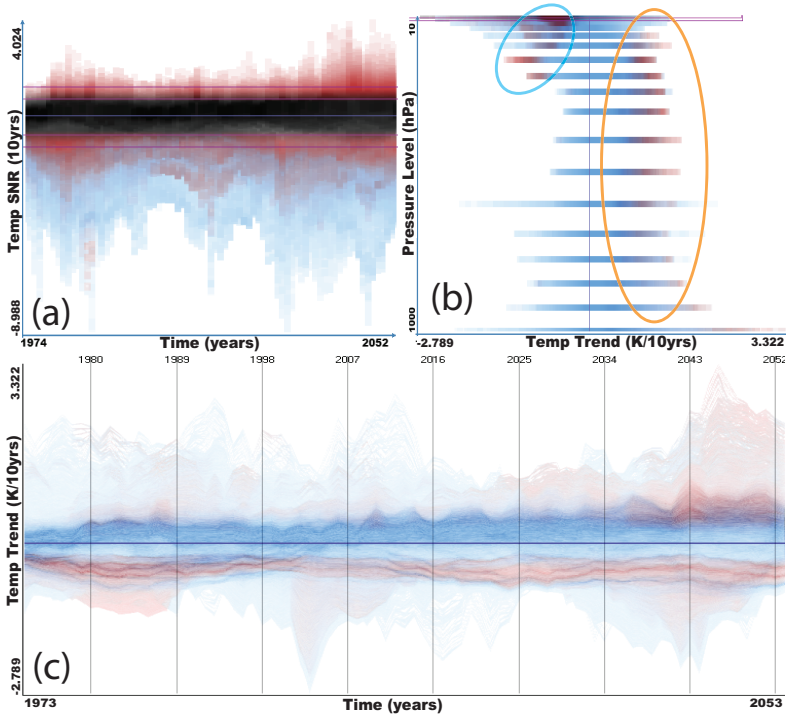 4.024
Temp SNR (10yrs)
-8.988
(a)
1974
Time (years)
2052
10
Pressure Level (hPa)
1000
(b)
-2.789
Temp Trend (K/10yrs)
3.322
1980
1989
1998
2007
2016
2025
2034
2043
2052
3.322
Temp Trend (K/10yrs)
-2.789
(c)
1973
Time (years)
2053